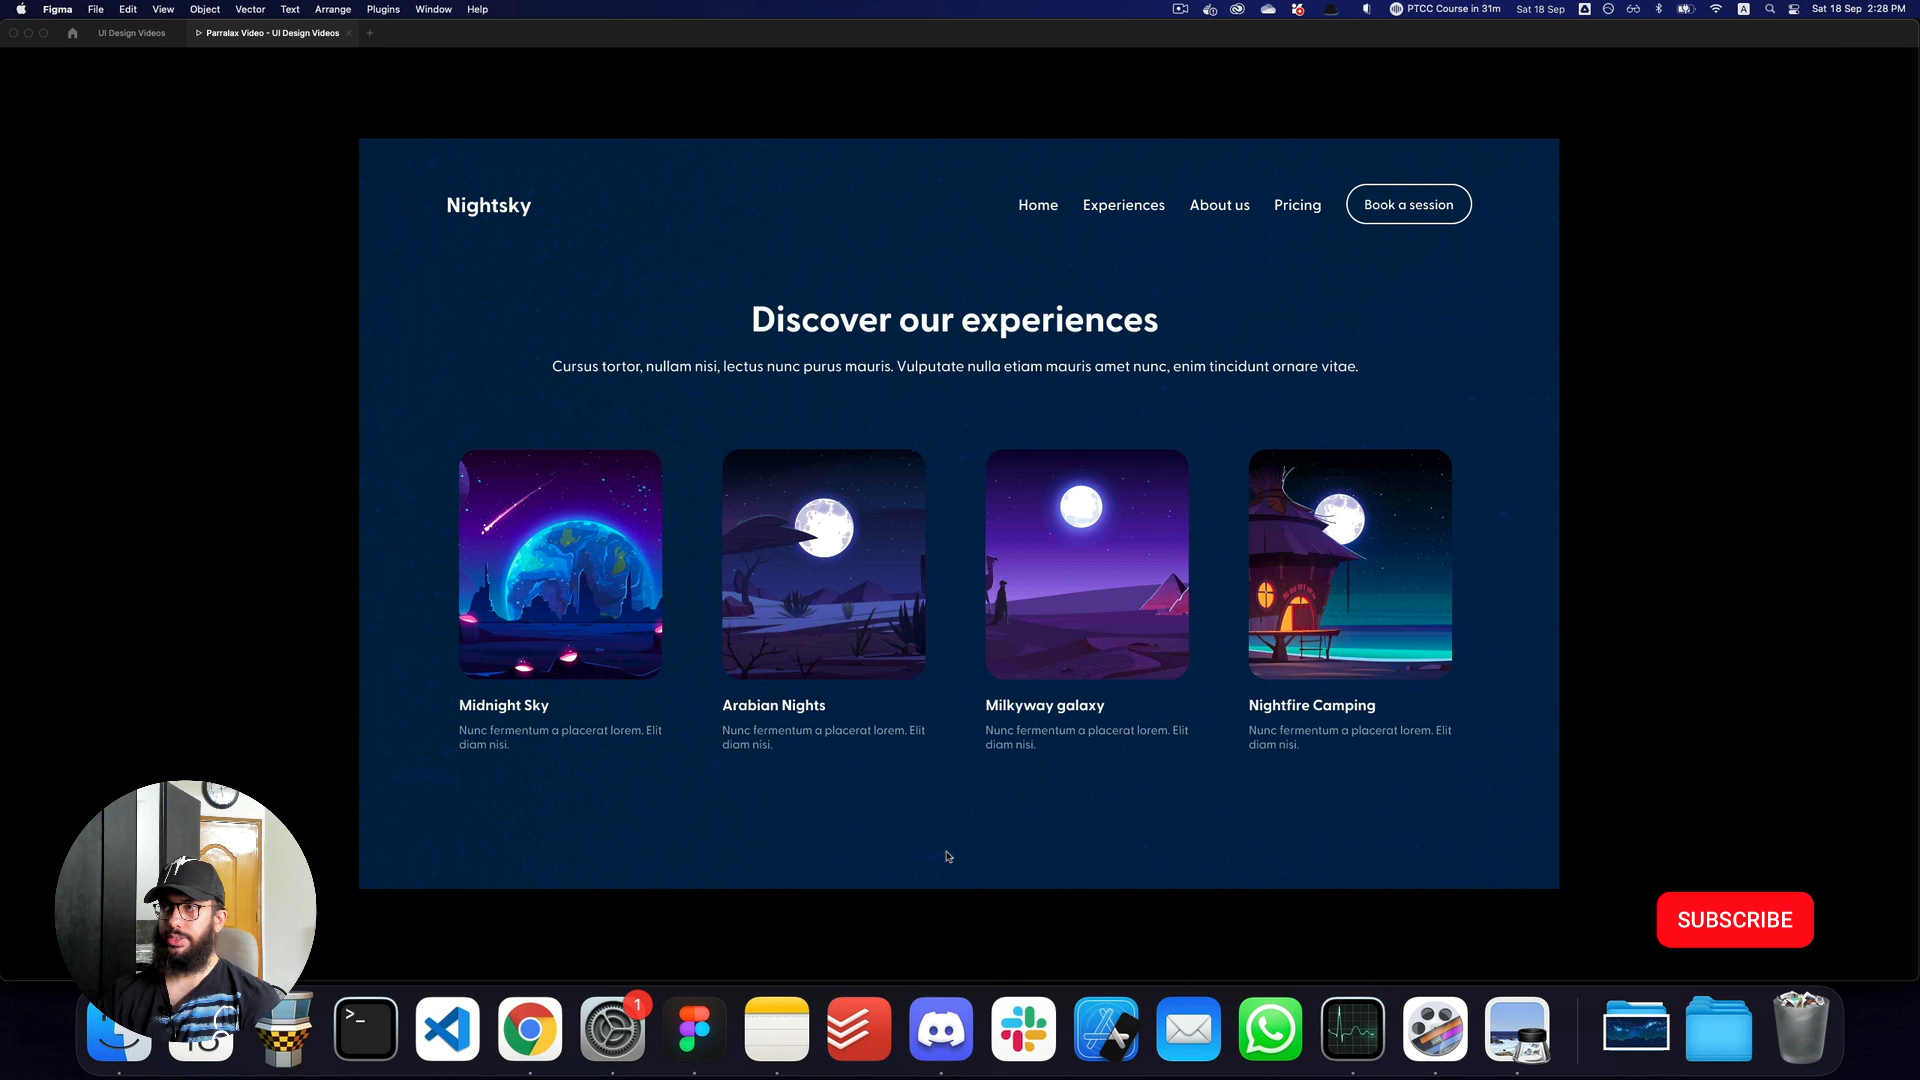 Figma File Edit View Object Vector Text Arrange Plugins Window Help
PTCC Course in 31m Sat 18 Sep A Sat 18 Sep 2:28 PM
UI Design Videos Parralax Video - UI Design Videos
Nightsky
Home Experiences About us Pricing Book a session
Discover our experiences
Cursus tortor, nullam nisi, lectus nunc purus mauris. Vulputate nulla etiam mauris amet nunc, enim tincidunt ornare vitae.
Midnight Sky
Nunc fermentum a placerat lorem. Elit
diam nisi.
Arabian Nights
Nunc fermentum a placerat lorem. Elit
diam nisi.
Milkyway galaxy
Nunc fermentum a placerat lorem. Elit
diam nisi.
Nightfire Camping
Nunc fermentum a placerat lorem. Elit
diam nisi.
SUBSCRIBE
1
>_